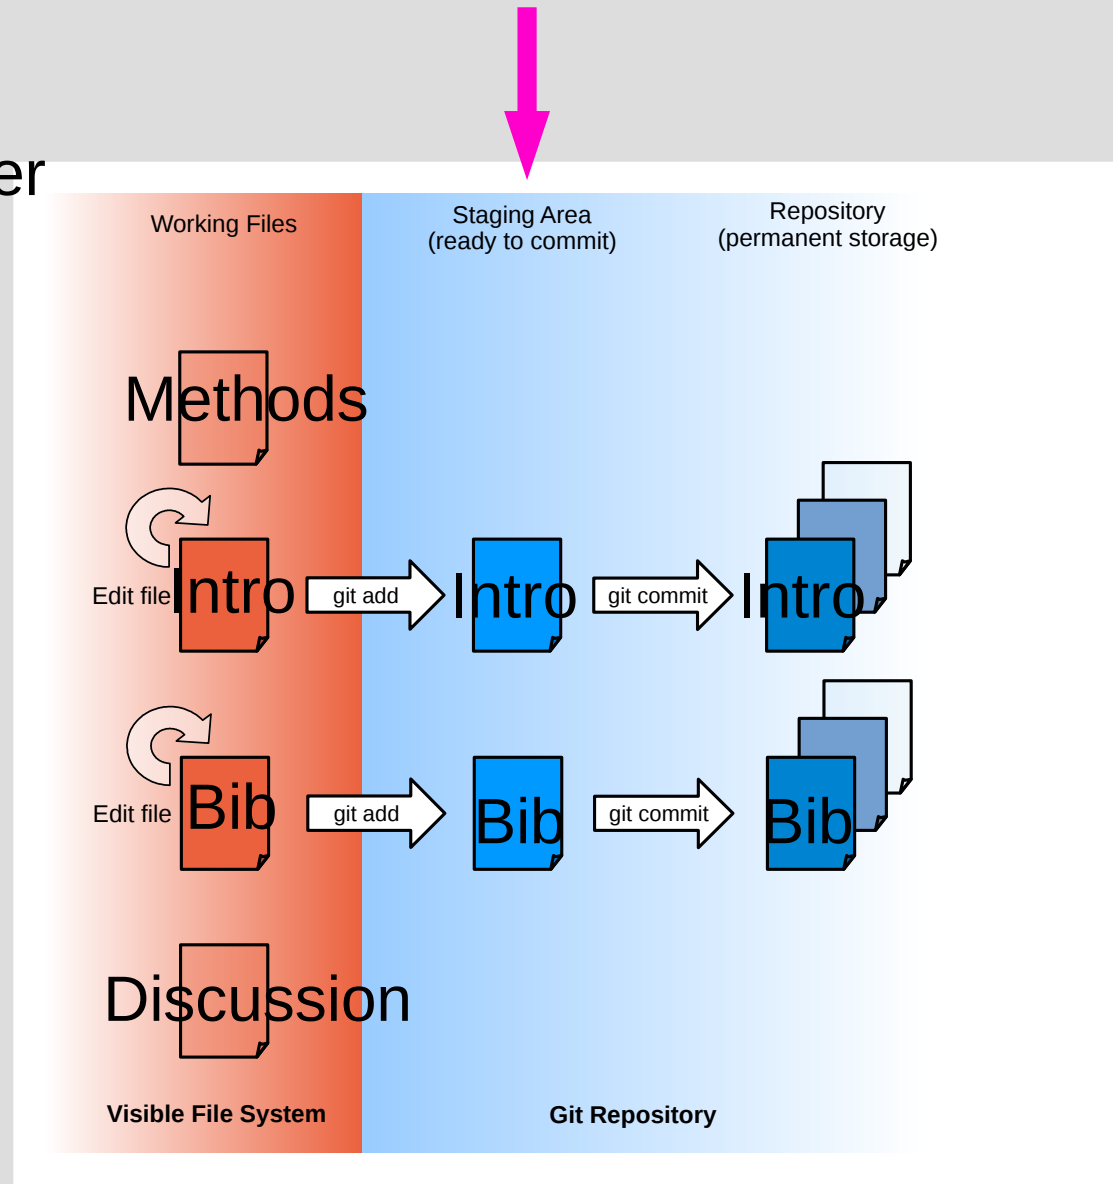 er
Working Files
Staging Area
(ready to commit)
Repository
(permanent storage)
Methods
Edit file
Intro
git add
Intro
git commit
Intro
Edit file
Bib
git add
Bib
git commit
Bib
Discussion
Visible File System
Git Repository